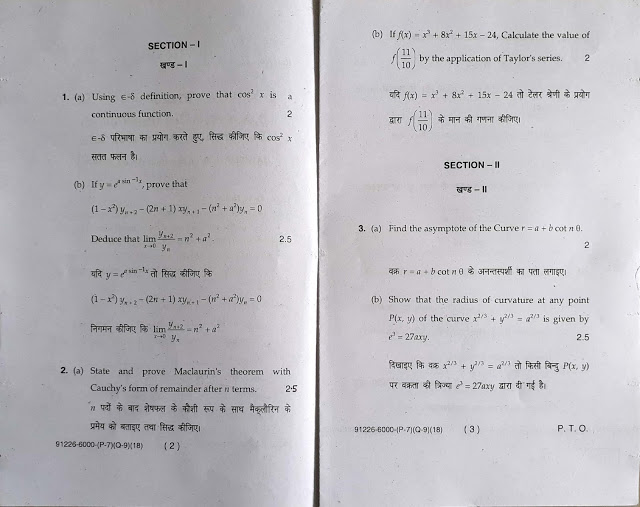 SECTION – I
खण्ड –I
1. (a) Using ∈-δ definition, prove that cos² x is a
continuous function. 2
∈-δ परिभाषा का प्रयोग करते हुए, सिद्ध कीजिए कि cos² x
सतत फलन है।
(b) If y = e^(a sin⁻¹x), prove that
(1 – x²) yₙ₊₂ – (2n + 1) xyₙ₊₁ – (n² + a²)yₙ = 0
Deduce that lim x→0 yₙ₊₂/yₙ = n² + a². 2.5
यदि y = e^(a sin⁻¹x) तो सिद्ध कीजिए कि
(1 – x²) yₙ₊₂ – (2n + 1) xyₙ₊₁ – (n² + a²)yₙ = 0
निगमन कीजिए कि lim x→0 yₙ₊₂/yₙ = n² + a²
2. (a) State and prove Maclaurin's theorem with
Cauchy's form of remainder after n terms. 2.5
n पदों के बाद शेषफल के कौशी रूप के साथ मैकलौरिन के
प्रमेय को बताइए तथा सिद्ध कीजिए।
91226-6000-(P-7)(Q-9)(18) ( 2 )
(b) If f(x) = x³ + 8x² + 15x – 24, Calculate the value of
f(11/10) by the application of Taylor's series. 2
यदि f(x) = x³ + 8x² + 15x – 24 तो टेलर श्रेणी के प्रयोग
द्वारा f(11/10) के मान की गणना कीजिए।
SECTION – II
खण्ड –II
3. (a) Find the asymptote of the Curve r = a + b cot n θ.
2
वक्र r = a + b cot n θ के अनन्तस्पर्शी का पता लगाइए।
(b) Show that the radius of curvature at any point
P(x, y) of the curve x^(2/3) + y^(2/3) = a^(2/3) is given by
e³ = 27axy. 2.5
दिखाइए कि वक्र x^(2/3) + y^(2/3) = a^(2/3) तो किसी बिन्दु P(x, y)
पर वक्रता की त्रिज्या e³ = 27axy द्वारा दी गई है।
91226-6000-(P-7)(Q-9)(18) ( 3 ) P. T. O.